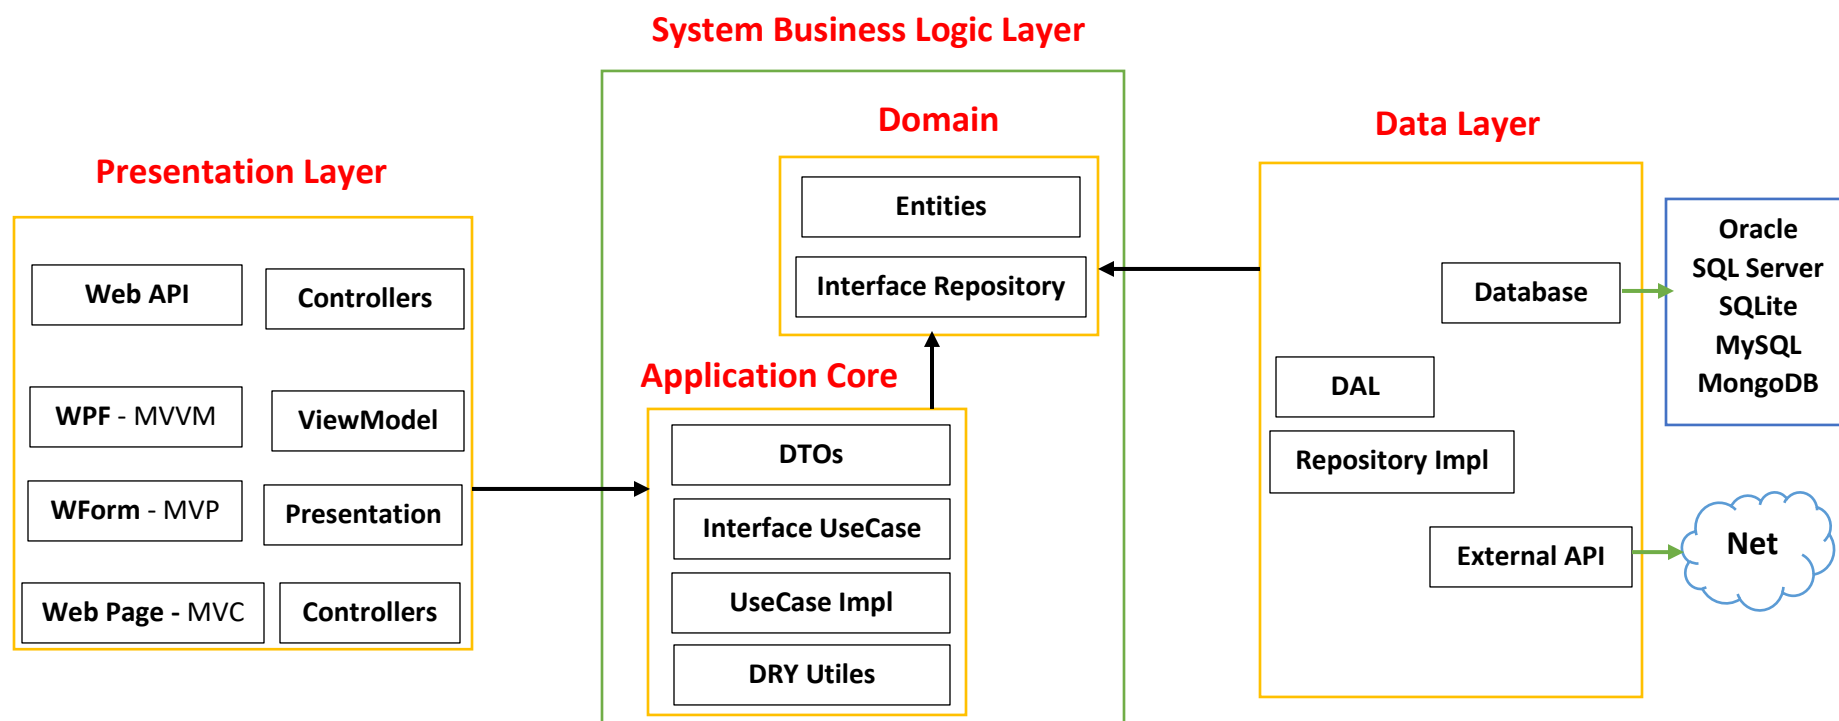 System Business Logic Layer
Presentation Layer
Web API
Controllers
WPF - MVVM
ViewModel
WForm - MVP
Presentation
Web Page - MVC
Controllers
Domain
Entities
Interface Repository
Application Core
DTOs
Interface UseCase
UseCase Impl
DRY Utiles
Data Layer
Database
DAL
Repository Impl
External API
Oracle
SQL Server
SQLite
MySQL
MongoDB
Net